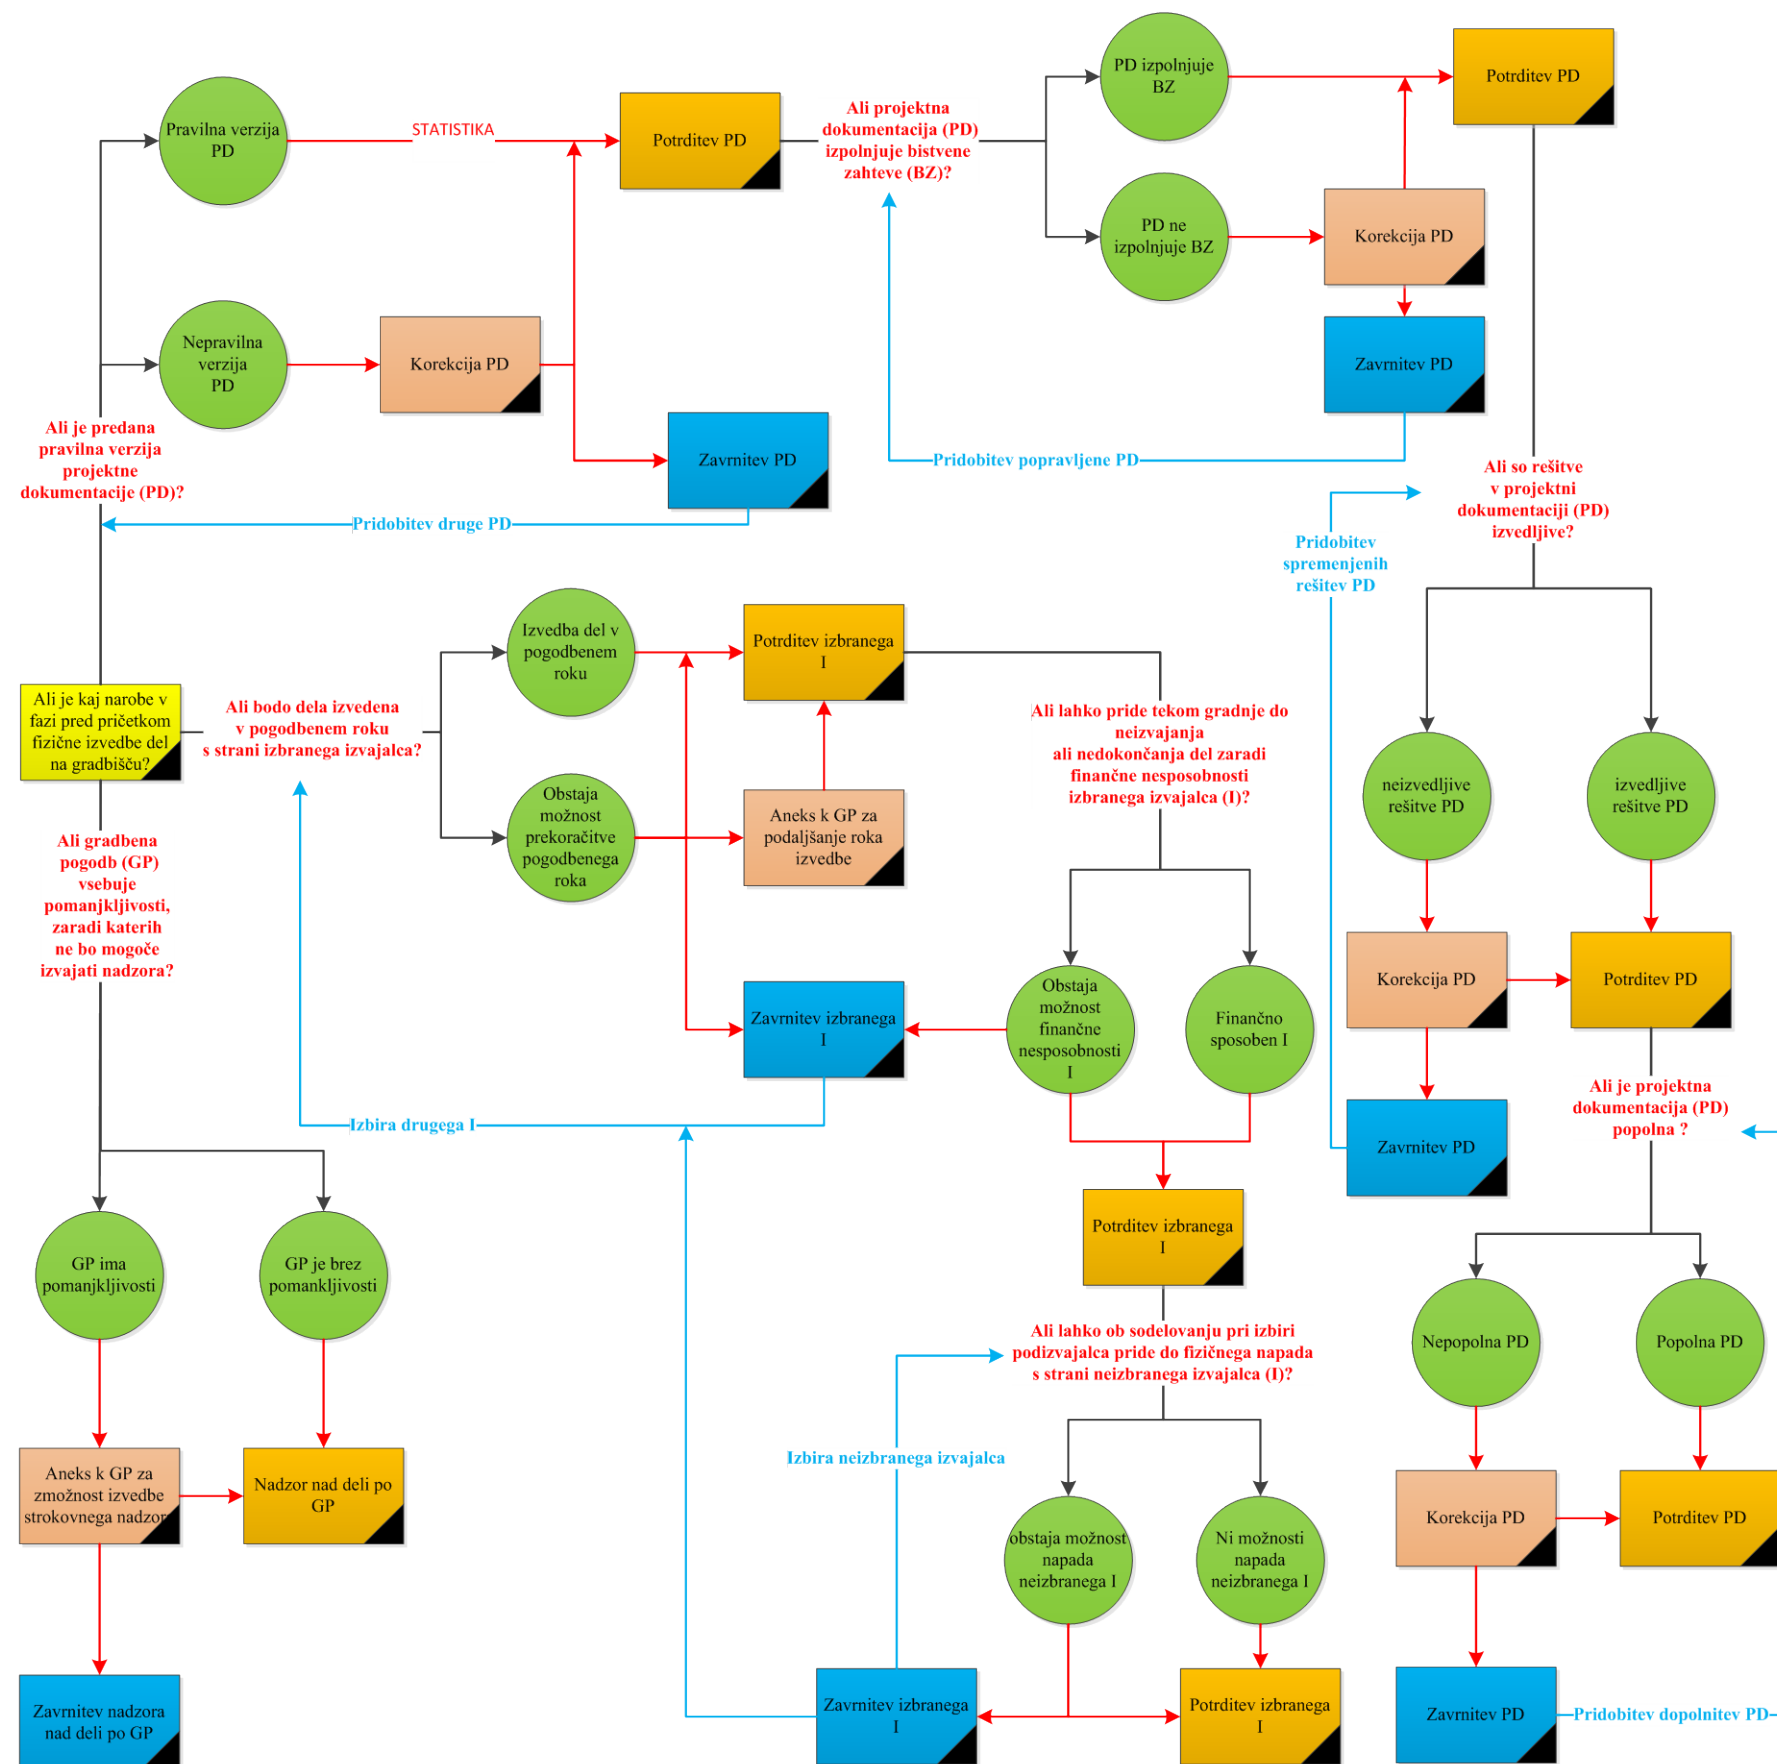 Pravilna verzija
PD
STATISTIKA
Potrditev PD
Ali projektna
dokumentacija (PD)
izpolnjuje bistvene
zahteve (BZ)?
PD izpolnjuje
BZ
Potrditev PD
PD ne
izpolnjuje BZ
Korekcija PD
Zavrnitev PD
Pridobitev popravljene PD
Nepravilna
verzija
PD
Korekcija PD
Zavrnitev PD
Pridobitev druge PD
Ali je predana
pravilna verzija
projektne
dokumentacije (PD)?
Ali so rešitve
v projektni
dokumentaciji (PD)
izvedljive?
Pridobitev
spremenjenih
rešitev PD
Ali je kaj narobe v
fazi pred pričetkom
fizične izvedbe del
na gradbišču?
Ali bodo dela izvedena
v pogodbenem roku
s strani izbranega izvajalca?
Izvedba del v
pogodbenem
roku
Potrditev izbranega
I
Obstaja
možnost
prekoračitve
pogodbenega
roka
Aneks k GP za
podaljšanje roka
izvedbe
Ali lahko pride tekom gradnje do
neizvajanja
ali nedokončanja del zaradi
finančne nesposobnosti
izbranega izvajalca (I)?
neizvedljive
rešitve PD
izvedljive
rešitve PD
Ali gradbena
pogodb (GP)
vsebuje
pomanjkljivosti,
zaradi katerih
ne bo mogoče
izvajati nadzora?
Zavrnitev izbranega
I
Obstaja
možnost
finančne
nesposobnosti
I
Finančno
sposoben I
Korekcija PD
Potrditev PD
Izbira drugega I
Zavrnitev PD
Ali je projektna
dokumentacija (PD)
popolna ?
GP ima
pomanjkljivosti
GP je brez
pomankljivosti
Potrditev izbranega
I
Ali lahko ob sodelovanju pri izbiri
podizvajalca pride do fizičnega napada
s strani neizbranega izvajalca (I)?
Nepopolna PD
Popolna PD
Izbira neizbranega izvajalca
Aneks k GP za
zmožnost izvedbe
strokovnega nadzor
Nadzor nad deli po
GP
obstaja možnost
napada
neizbranega I
Ni možnosti
napada
neizbranega I
Korekcija PD
Potrditev PD
Zavrnitev nadzora
nad deli po GP
Zavrnitev izbranega
I
Potrditev izbranega
I
Zavrnitev PD
Pridobitev dopolnitev PD